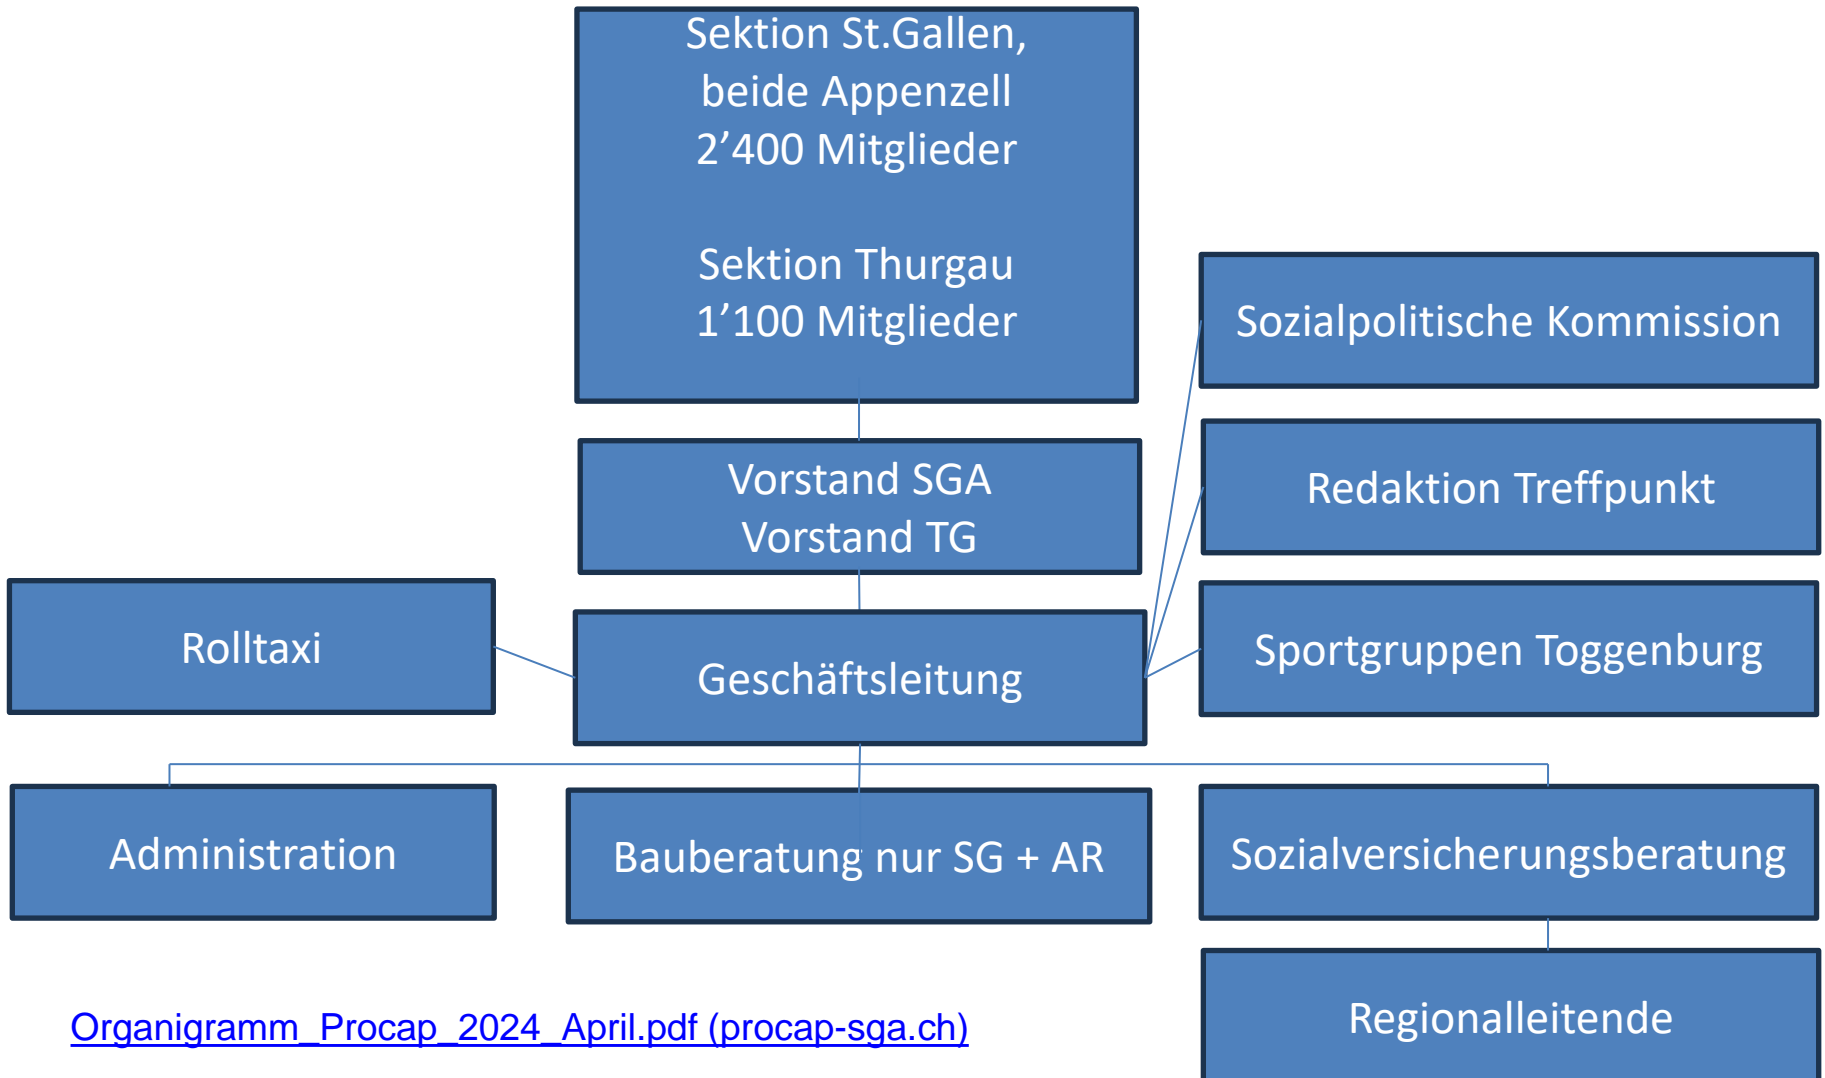 Sektion St.Gallen,
beide Appenzell
2’400 Mitglieder
Sektion Thurgau
1’100 Mitglieder
Sozialpolitische Kommission
Vorstand SGA
Vorstand TG
Redaktion Treffpunkt
Rolltaxi
Geschäftsleitung
Sportgruppen Toggenburg
Administration
Bauberatung nur SG + AR
Sozialversicherungsberatung
Regionalleitende
Organigramm_Procap_2024_April.pdf (procap-sga.ch)